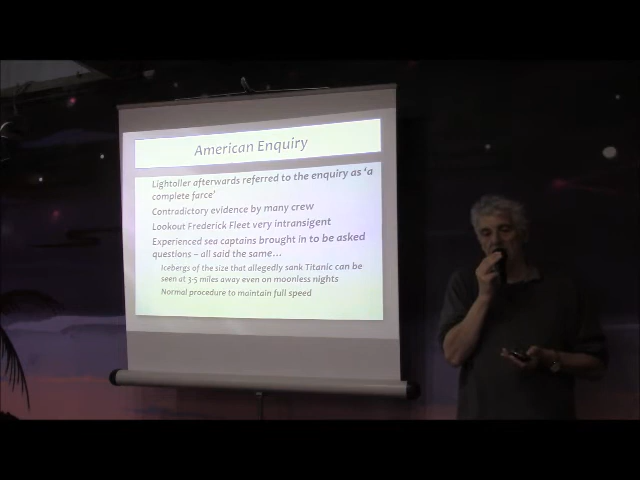 American Enquiry
Lightoller afterwards referred to the enquiry as ‘a
complete farce’
Contradictory evidence by many crew
Lookout Frederick Fleet very intransigent
Experienced sea captains brought in to be asked
questions – all said the same…
Icebergs of the size that allegedly sank Titanic can be
seen at 3-5 miles away even on moonless nights
Normal procedure to maintain full speed